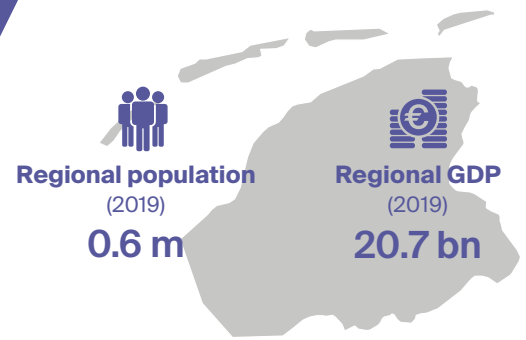 Regional population
(2019)
0.6 m
Regional GDP
(2019)
20.7 bn
€